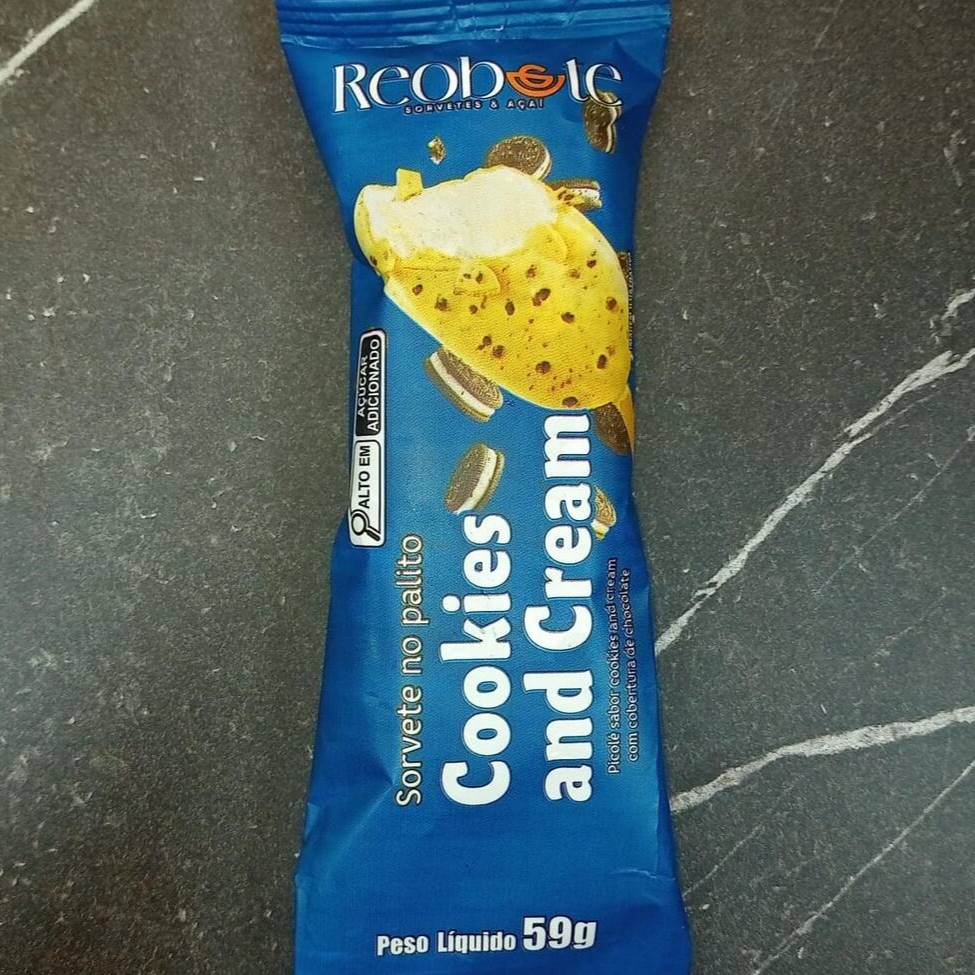 Reobote
SORVETES & AÇAÍ
ALTO EM
AÇÚCAR
ADICIONADO
Sorvete no palito
Cookies
and Cream
Picolé sabor cookies and cream
com cobertura de chocolate
Peso Líquido 59g